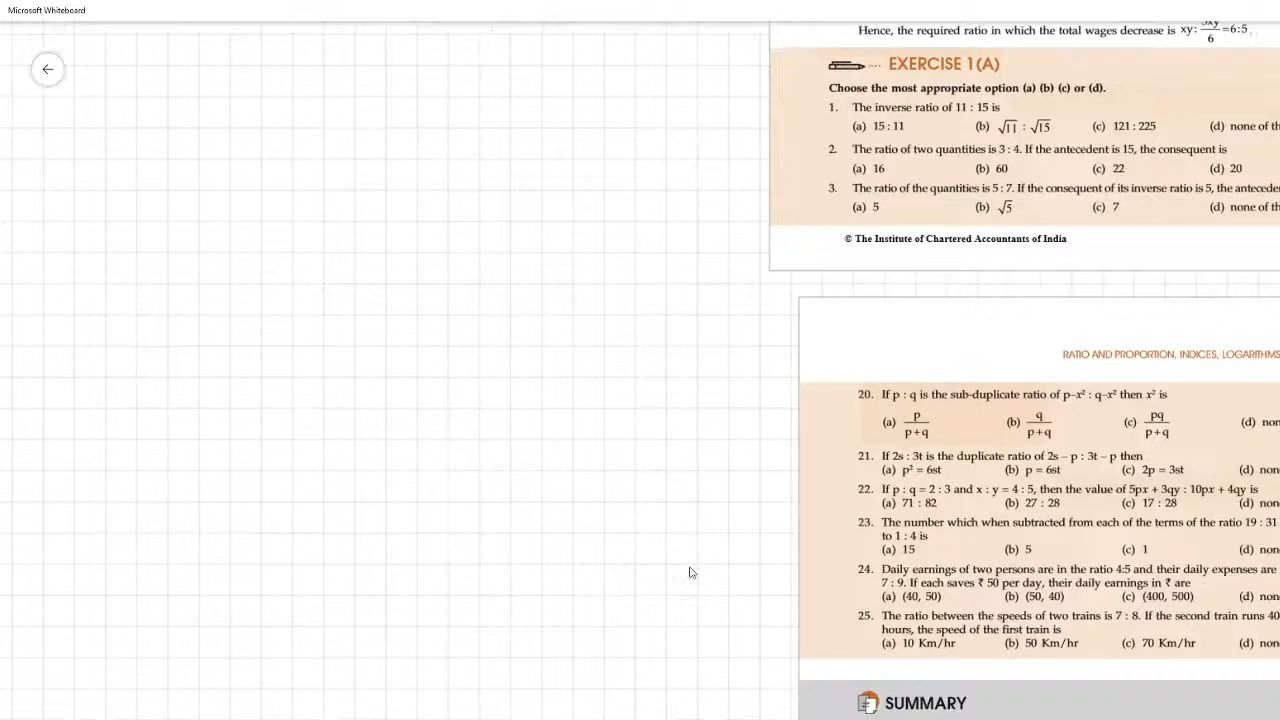 Microsoft Whiteboard
Hence, the required ratio in which the total wages decrease is xy: 5xy/6 =6:5.
EXERCISE 1(A)
Choose the most appropriate option (a) (b) (c) or (d).
1. The inverse ratio of 11 : 15 is
(a) 15 : 11 (b) √11 : √15 (c) 121 : 225 (d) none of th
2. The ratio of two quantities is 3 : 4. If the antecedent is 15, the consequent is
(a) 16 (b) 60 (c) 22 (d) 20
3. The ratio of the quantities is 5 : 7. If the consequent of its inverse ratio is 5, the anteceden
(a) 5 (b) √5 (c) 7 (d) none of th
© The Institute of Chartered Accountants of India
RATIO AND PROPORTION, INDICES, LOGARITHMS
20. If p : q is the sub-duplicate ratio of p–x² : q–x² then x² is
(a) p/p+q (b) q/p+q (c) pq/p+q (d) non
21. If 2s : 3t is the duplicate ratio of 2s – p : 3t – p then
(a) p² = 6st (b) p = 6st (c) 2p = 3st (d) non
22. If p : q = 2 : 3 and x : y = 4 : 5, then the value of 5px + 3qy : 10px + 4qy is
(a) 71 : 82 (b) 27 : 28 (c) 17 : 28 (d) non
23. The number which when subtracted from each of the terms of the ratio 19 : 31
to 1 : 4 is
(a) 15 (b) 5 (c) 1 (d) non
24. Daily earnings of two persons are in the ratio 4:5 and their daily expenses are
7 : 9. If each saves ₹ 50 per day, their daily earnings in ₹ are
(a) (40, 50) (b) (50, 40) (c) (400, 500) (d) non
25. The ratio between the speeds of two trains is 7 : 8. If the second train runs 40
hours, the speed of the first train is
(a) 10 Km/hr (b) 50 Km/hr (c) 70 Km/hr (d) non
SUMMARY